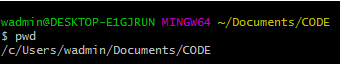 wadmin@DESKTOP-E1GJRUN MINGW64 ~/Documents/CODE
$ pwd
/c/Users/wadmin/Documents/CODE